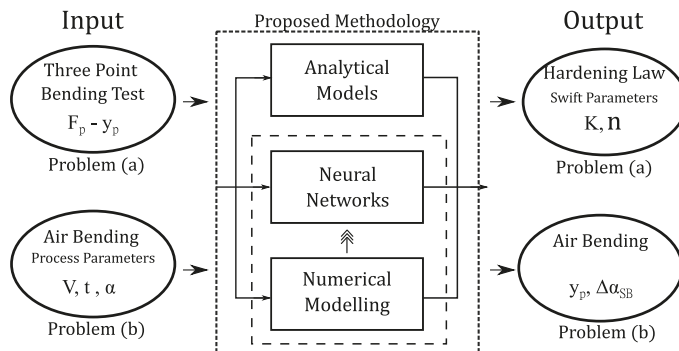 Input
Three Point
Bending Test
Fp - yp
Problem (a)
Air Bending
Process Parameters
V, t , α
Problem (b)
Proposed Methodology
Analytical
Models
Neural
Networks
Numerical
Modelling
Output
Hardening Law
Swift Parameters
K, n
Problem (a)
Air Bending
yp, ΔαSB
Problem (b)